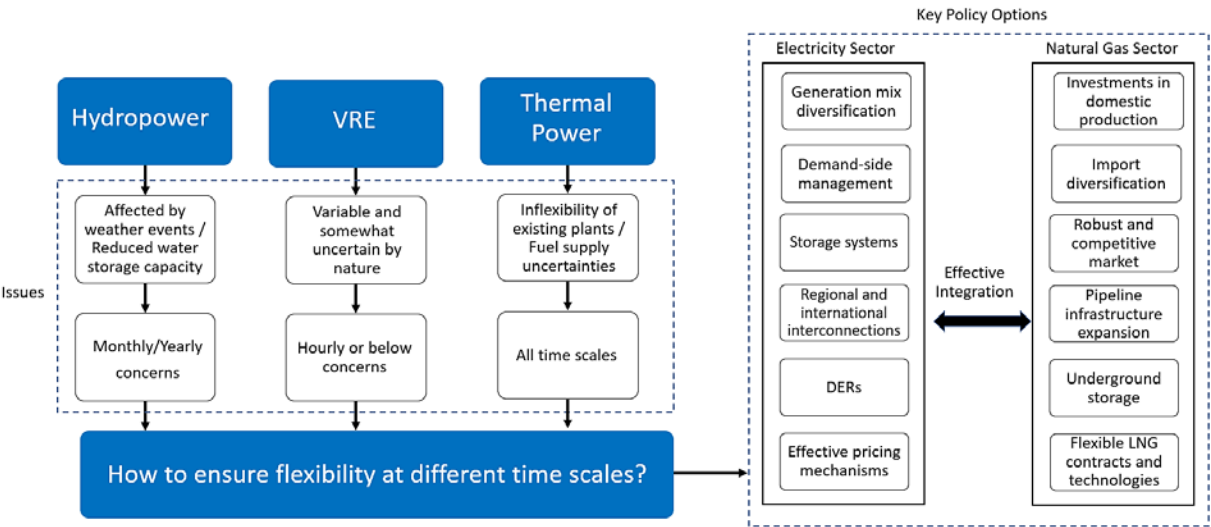 Key Policy Options
Hydropower
VRE
Thermal
Power
Issues
Affected by
weather events /
Reduced water
storage capacity
Variable and
somewhat
uncertain by
nature
Inflexibility of
existing plants /
Fuel supply
uncertainties
Monthly/Yearly
concerns
Hourly or below
concerns
All time scales
How to ensure flexibility at different time scales?
Electricity Sector
Generation mix
diversification
Demand-side
management
Storage systems
Regional and
international
interconnections
DERs
Effective pricing
mechanisms
Effective
Integration
Natural Gas Sector
Investments in
domestic
production
Import
diversification
Robust and
competitive
market
Pipeline
infrastructure
expansion
Underground
storage
Flexible LNG
contracts and
technologies